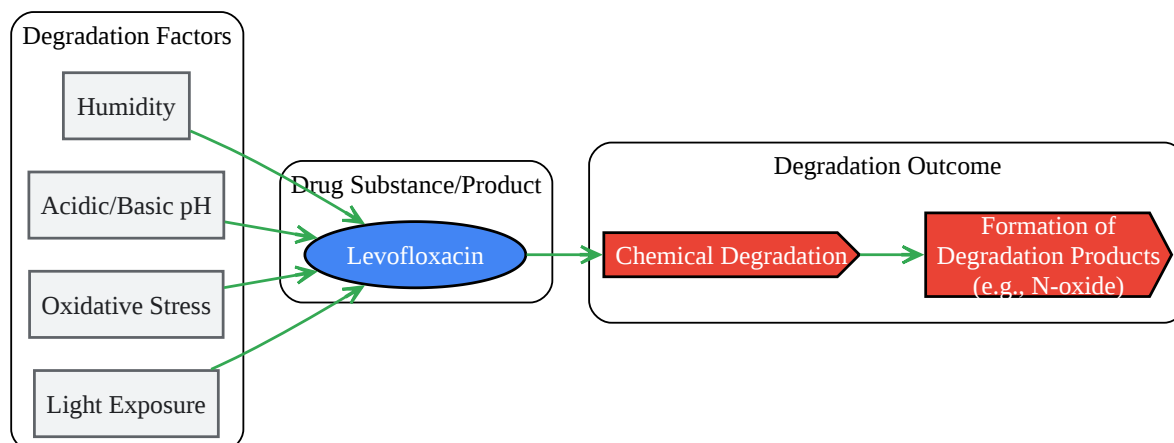 Degradation Factors
Humidity
Acidic/Basic pH
Oxidative Stress
Light Exposure
Drug Substance/Product
Levofloxacin
Degradation Outcome
Chemical Degradation
Formation of
Degradation Products
(e.g., N-oxide)